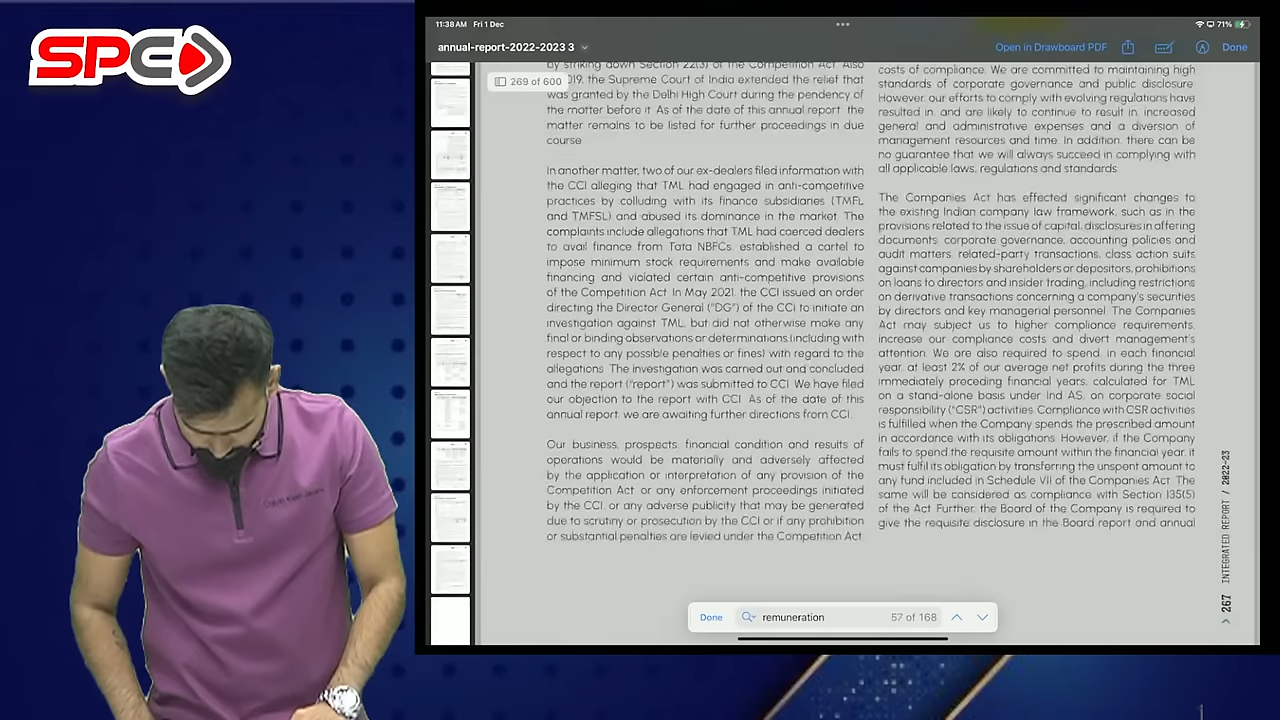 SPC
Calvin Klein Jeans
11:38 AM Fri 1 Dec
71%
annual-report-2022-2023 3
Open in Drawboard PDF
Done
269 of 600
by striking down Section 22(3) of the Competition Act. Also
019, the Supreme Court of India extended the relief that
was granted by the Delhi High Court during the pendency of
the matter before it. As of the date of this annual report, the
matter remains to be listed for further proceedings in due
course.
In another matter, two of our dealers filed information with
the CCI alleging that TML had engaged in anti-competitive
practices by colluding with its finance subsidiaries (TMFL
and TMFSL) and abused its dominance in the market. The
complaints include allegations that TML had coerced dealers
to avail finance from Tata NBFCs, established a cartel to
impose minimum stock requirements and make available
financing and violated certain anti-competitive provisions
of the Competition Act. In May 2021, the CCI issued an order
directing the Director General arm of the CCI to initiate an
investigation against TML, but did not otherwise make any
final or binding observations and/or provide anything with
respect to any possible penalty/fines/ etc. with regard to the
allegations. The investigation was carried out and concluded
and the report ("Report") was submitted to CCI. We have filed
our objection to the report with CCI. As of the date of this
annual report, we are awaiting further directions from CCI.
Our business, prospects, financial condition and results of
operations would be materially and adversely affected
by the application or interpretation of any provision of the
Competition Act or any enforcement proceedings initiated
by the CCI, or any adverse publicity that may be generated
due to scrutiny or prosecution by the CCI or if any prohibition
or substantial penalties are levied under the Competition Act.
costs of compliance. We are committed to maintaining high
standards of corporate governance and public disclosure.
However, our efforts to comply with evolving regulations have
resulted in, and are likely to continue to result in, increased
general and administrative expenses and a diversion of
management resources and time. In addition, there can be
no guarantee that we will always succeed in complying with
all applicable laws, regulations and standards.
The Companies Act has effected significant changes to
the existing Indian company law framework, such as in the
provisions related to the issue of capital, disclosures in offering
documents, corporate governance, accounting policies and
audit matters, related-party transactions, class action suits
against companies by shareholders or depositors, prohibitions
on loans to directors and insider trading, including restrictions
on derivative transactions concerning a company's securities
by directors and key managerial personnel. The Companies
Act may subject us to higher compliance requirements,
increase our compliance costs and divert management's
attention. We are also required to spend, in each financial
year, at least 2% of our average net profits during the three
immediately preceding financial years, calculated for TML
on a stand-alone basis under Ind AS, on corporate social
responsibility ("CSR") activities. Compliance with CSR activities
is fulfilled when the company spends the prescribed amount
in accordance with its obligation. However, if the company
the
unspent amount to
the fund included in Schedule VII of the Companies Act. The
will be considered as compliance with Section 135(5)
of the Act. Further, the Board of the Company is required to
give the requisite disclosure in the Board report and annual
267 INTEGRATED REPORT / 2022-23
Done
remuneration
57 of 168